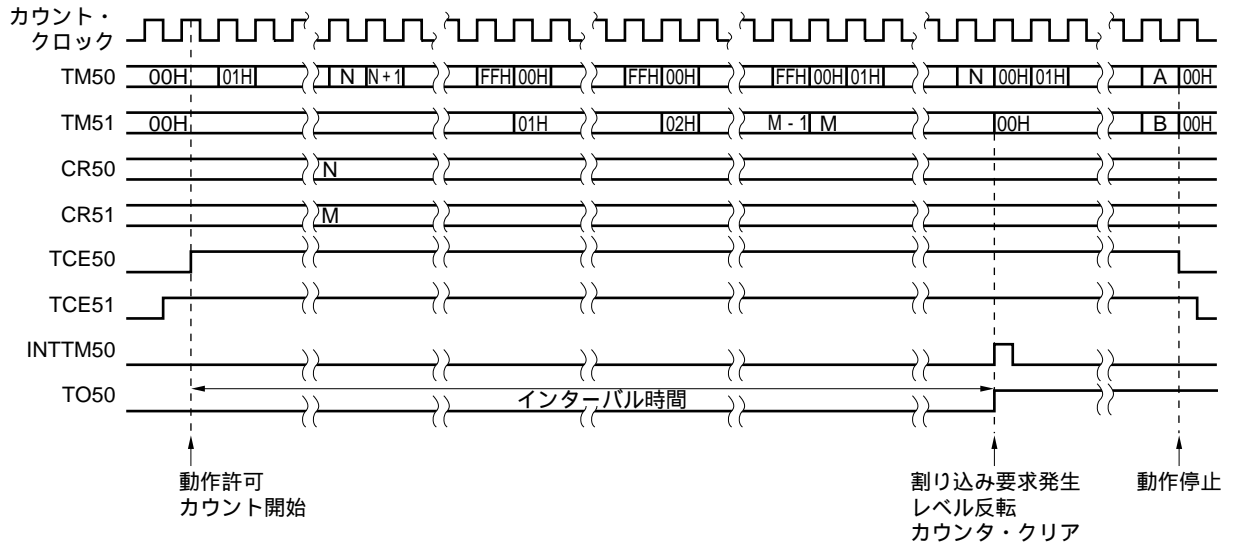 カウント・
クロック
TM50 00H 01H N N+1 FFH 00H FFH 00H FFH 00H 01H N 00H 01H A 00H
TM51 00H 01H 02H M-1 M 00H B 00H
CR50 N
CR51 M
TCE50
TCE51
INTTM50
TO50 インターバル時間
動作許可
カウント開始
割り込み要求発生
レベル反転
カウンタ・クリア
動作停止